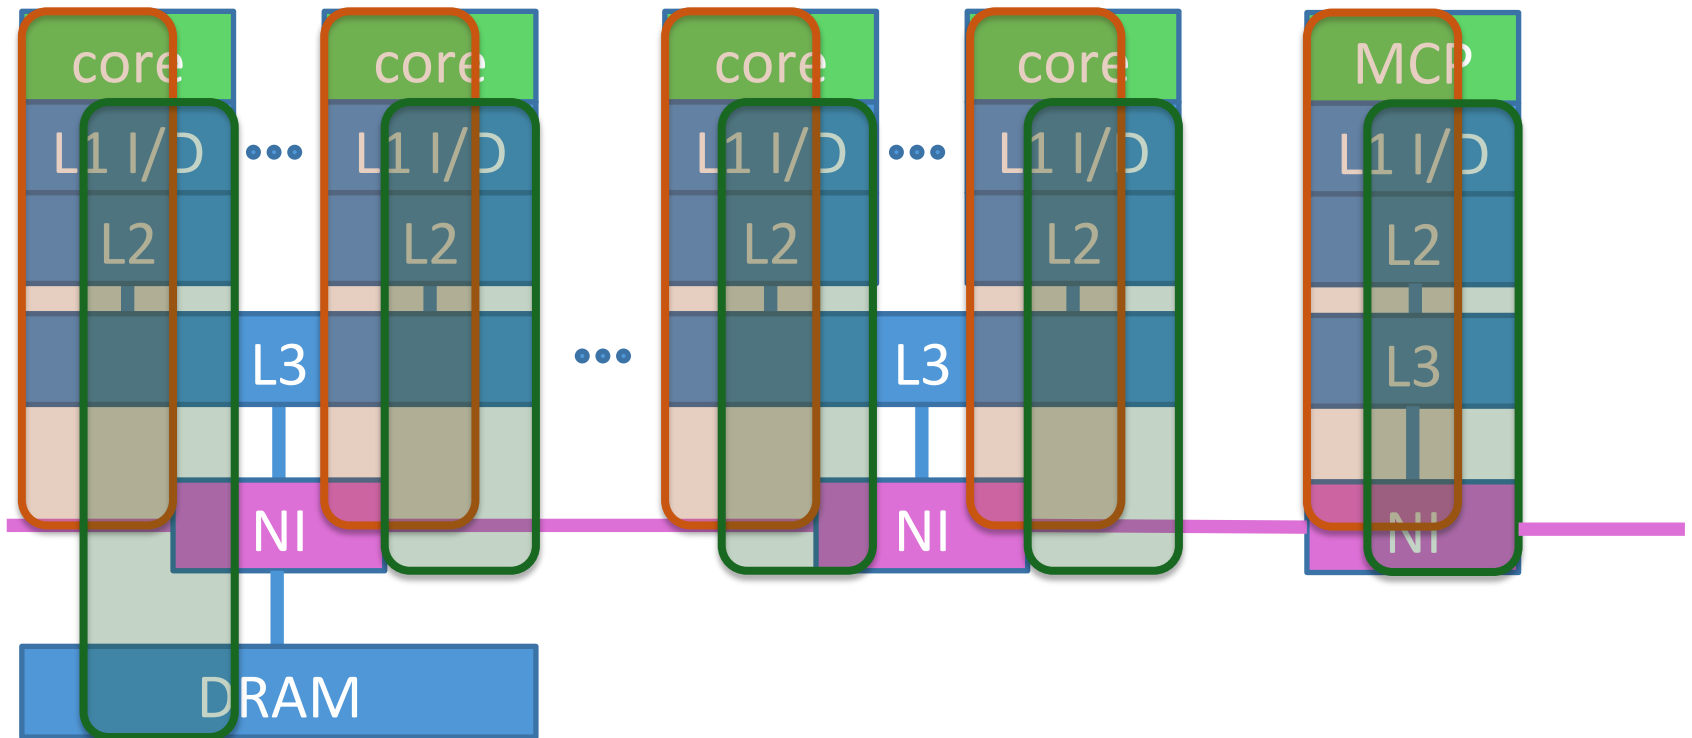 core core core core MCP
L1 I/D L1 I/D L1 I/D L1 I/D L1 I/D
L2 L2 L2 L2 L2
L3 L3 L3
NI NI NI
DRAM